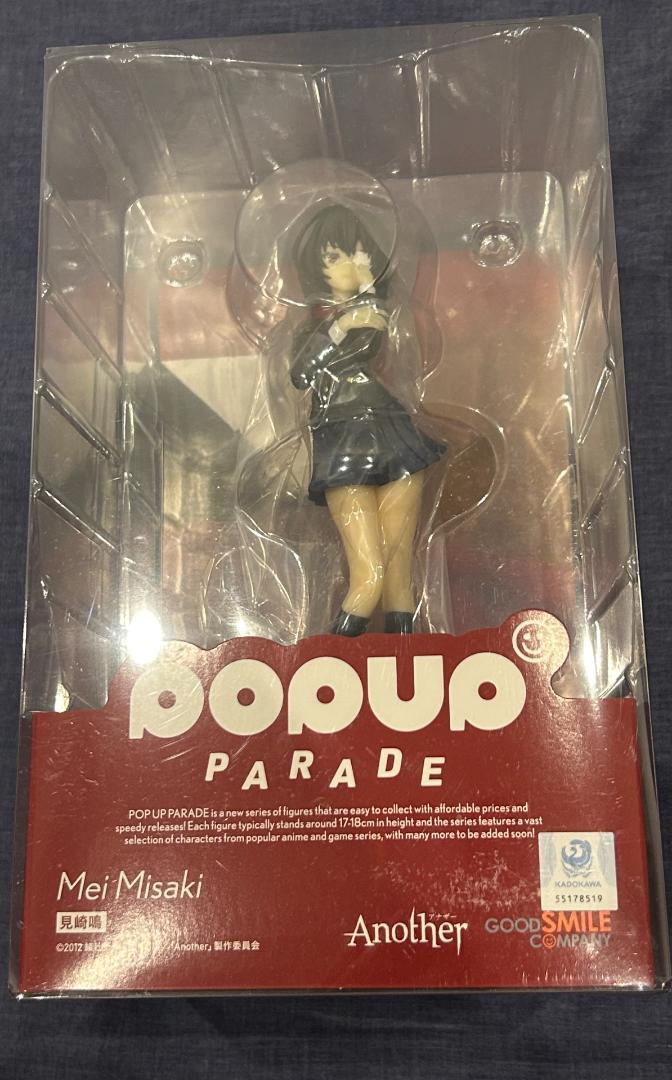 POPUP
PARADE
POP UP PARADE is a new series of figures that are easy to collect with affordable prices and
speedy releases! Each figure typically stands around 17-18cm in height and the series features a vast
selection of characters from popular anime and game series, with many more to be added soon!
KADOKAWA
55178519
Mei Misaki
見崎鳴
アナザー
Another
GOOD SMILE
COMPANY
©2012 「Another」製作委員会